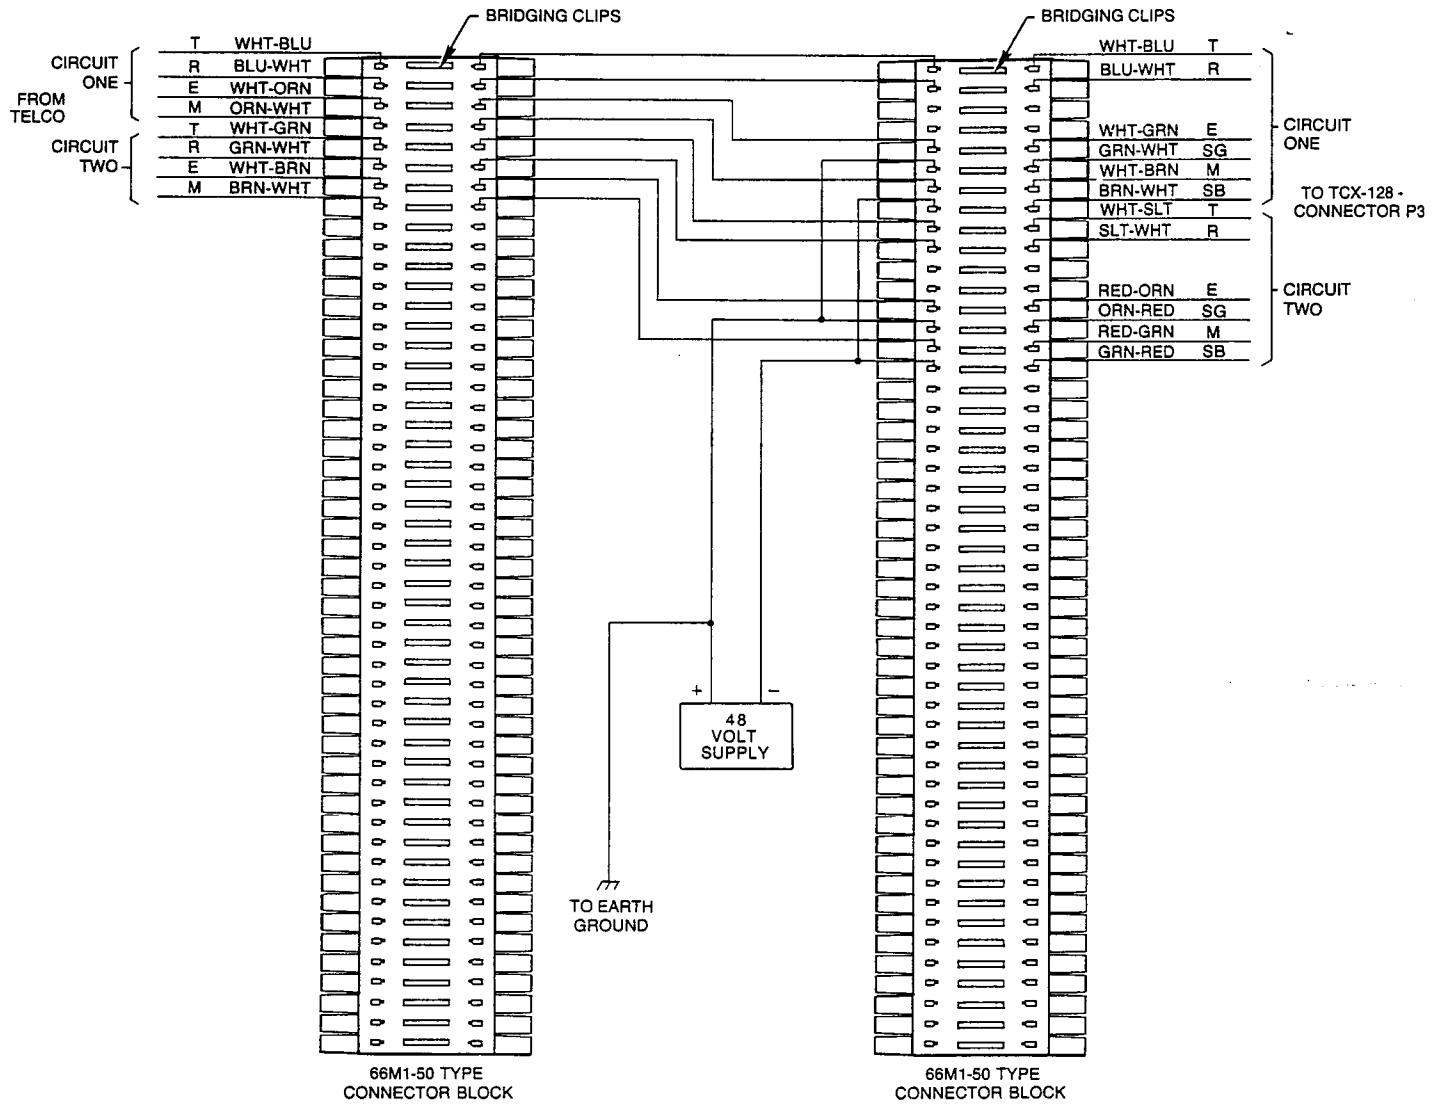 BRIDGING CLIPS
BRIDGING CLIPS
T WHT-BLU
R BLU-WHT
E WHT-ORN
M ORN-WHT
CIRCUIT
ONE
FROM
TELCO
T WHT-GRN
R GRN-WHT
E WHT-BRN
M BRN-WHT
CIRCUIT
TWO
WHT-BLU T
BLU-WHT R
WHT-GRN E
GRN-WHT SG
WHT-BRN M
BRN-WHT SB
CIRCUIT
ONE
TO TCX-128 -
CONNECTOR P3
WHT-SLT T
SLT-WHT R
RED-ORN E
ORN-RED SG
RED-GRN M
GRN-RED SB
CIRCUIT
TWO
+ −
48
VOLT
SUPPLY
TO EARTH
GROUND
66M1-50 TYPE
CONNECTOR BLOCK
66M1-50 TYPE
CONNECTOR BLOCK